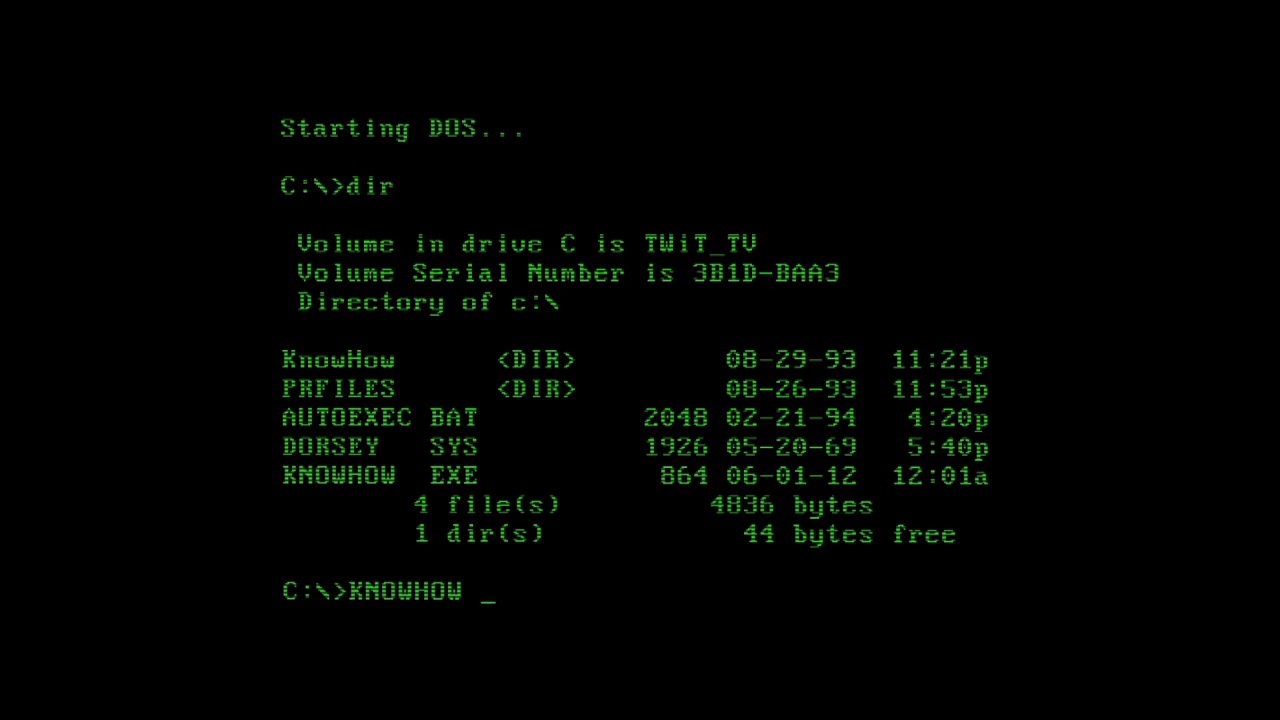 Starting DOS...
C:\>dir
Volume in drive C is TWiT_TV
Volume Serial Number is 3B1D-BAA3
Directory of c:\
KnowHow <DIR> 08-29-93 11:21p
PRFILES <DIR> 08-26-93 11:53p
AUTOEXEC BAT 2048 02-21-94 4:20p
DORSEY SYS 1926 05-20-69 5:40p
KNOWHOW EXE 864 06-01-12 12:01a
4 file(s) 4836 bytes
1 dir(s) 44 bytes free
C:\>KNOWHOW _